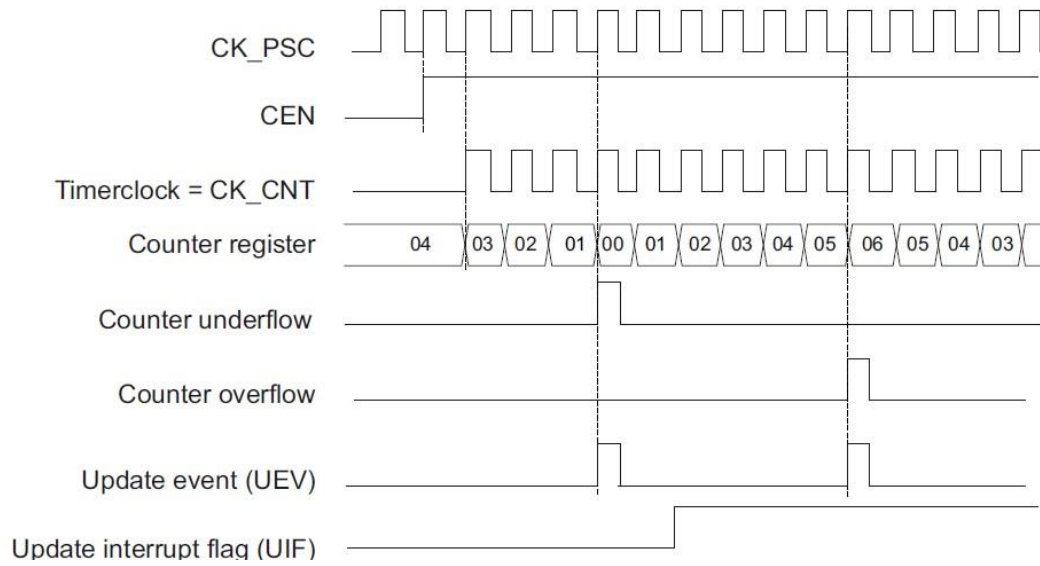 CK_PSC
CEN
Timerclock = CK_CNT
Counter register 04 03 02 01 00 01 02 03 04 05 06 05 04 03
Counter underflow
Counter overflow
Update event (UEV)
Update interrupt flag (UIF)